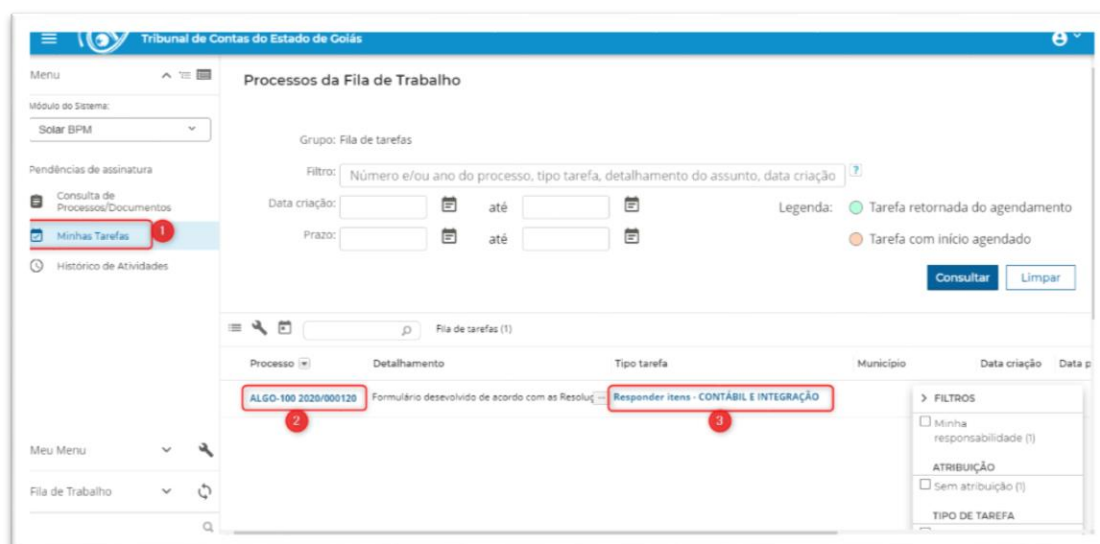 Tribunal de Contas do Estado de Goiás
Menu
Módulo do Sistema:
Solar BPM
Pendências de assinatura
Consulta de
Processos/Documentos
Minhas Tarefas
1
Histórico de Atividades
Meu Menu
Fila de Trabalho
Processos da Fila de Trabalho
Grupo: Fila de tarefas
Filtro: Número e/ou ano do processo, tipo tarefa, detalhamento do assunto, data criação ?
Data criação: até
Legenda: Tarefa retornada do agendamento
Prazo: até
Tarefa com início agendado
Consultar Limpar
Fila de tarefas (1)
Processo Detalhamento Tipo tarefa Município Data criação Data p
ALGO-100 2020/000120 Formulário desevolvido de acordo com as Resoluç ... Responder itens - CONTÁBIL E INTEGRAÇÃO
2 3
> FILTROS
Minha
responsabilidade (1)
ATRIBUIÇÃO
Sem atribuição (1)
TIPO DE TAREFA